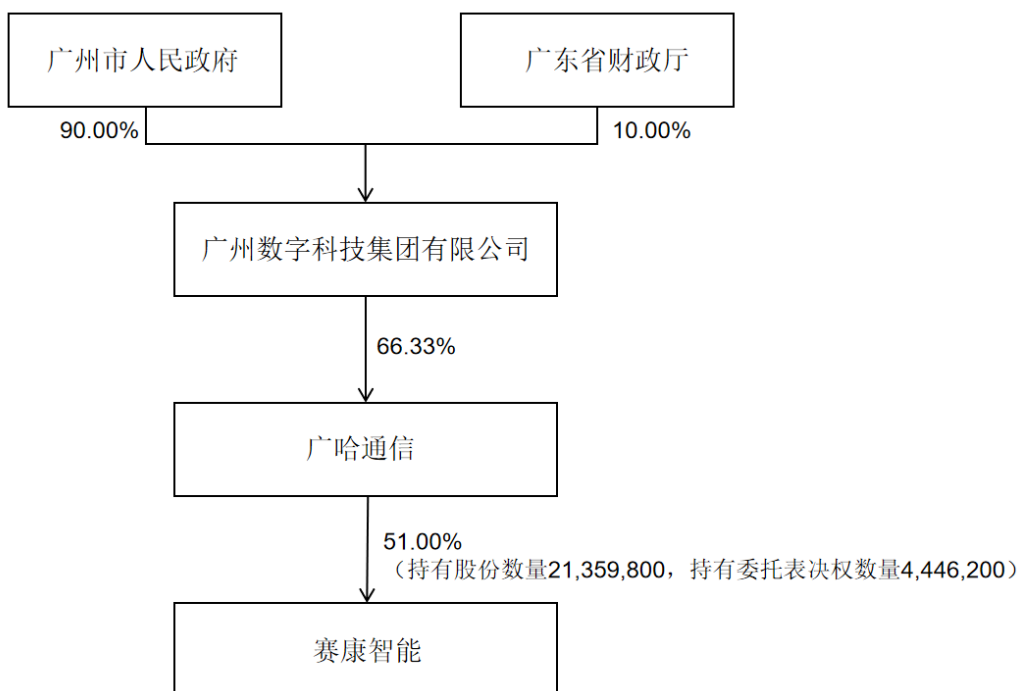 广州市人民政府
广东省财政厅
90.00%
10.00%
广州数字科技集团有限公司
66.33%
广哈通信
51.00%
（持有股份数量21,359,800，持有委托表决权数量4,446,200）
赛康智能